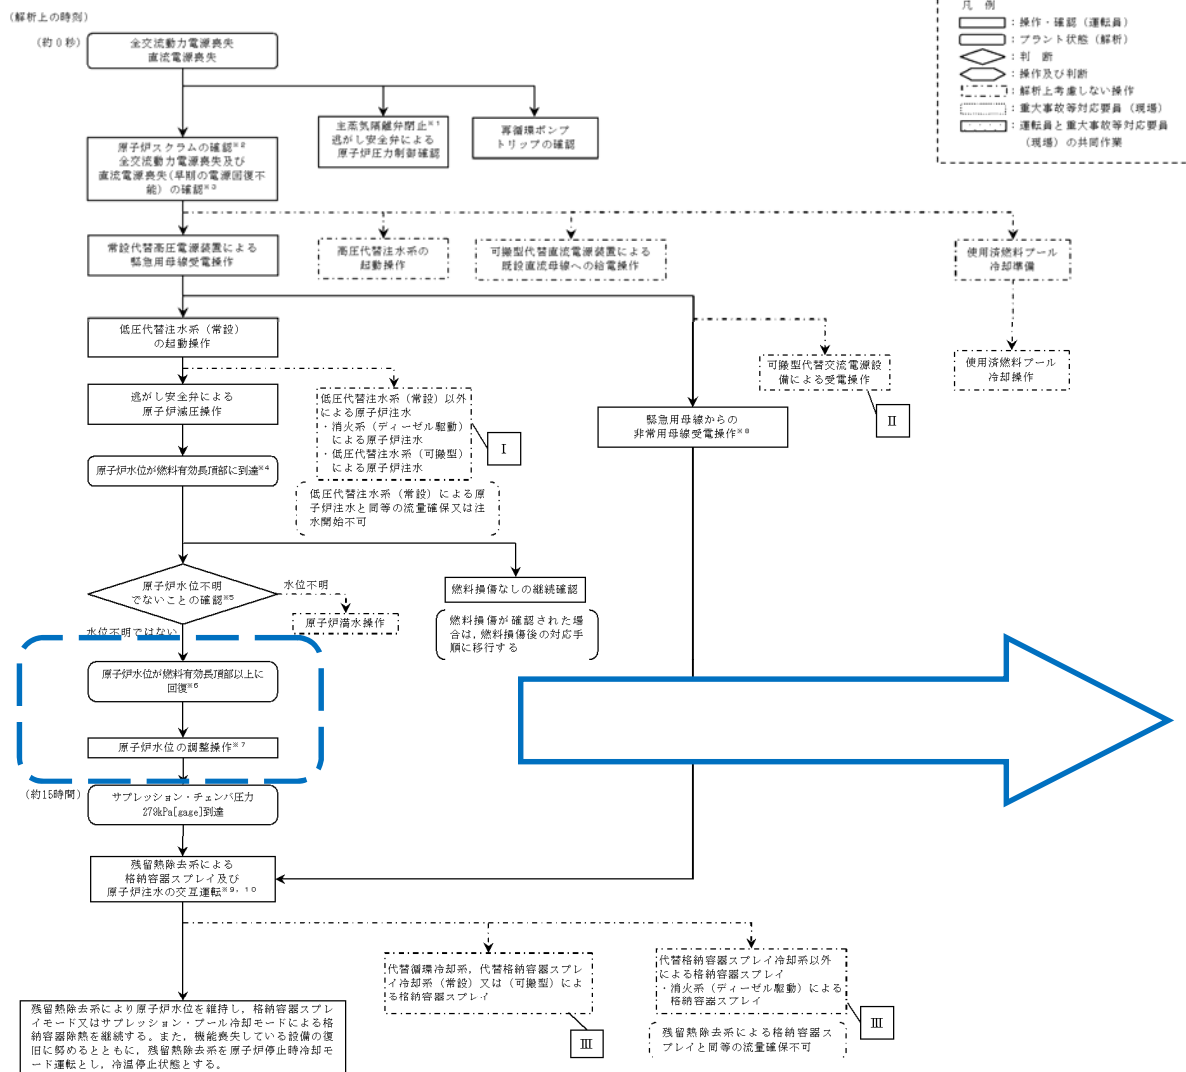 (解析上の時刻)
(約0秒)
全交流動力電源喪失
直流電源喪失
凡 例
：操作・確認（運転員）
：プラント状態（解析）
：判 断
：操作及び判断
：解析上考慮しない操作
：重大事故等対応要員（現場）
：運転員と重大事故等対応要員
（現場）の共同作業
主蒸気隔離弁閉止※１
逃がし安全弁による
原子炉圧力制御確認
再循環ポンプ
トリップの確認
原子炉スクラムの確認※２
全交流動力電源喪失及び
直流電源喪失（早期の電源回復不
能）の確認※３
常設代替高圧電源装置による
緊急用母線受電操作
高圧代替注水系の
起動操作
可搬型代替直流電源装置による
既設直流母線への給電操作
使用済燃料プール
冷却準備
低圧代替注水系（常設）
の起動操作
可搬型代替交流電源設
備による受電操作
使用済燃料プール
冷却操作
逃がし安全弁による
原子炉減圧操作
低圧代替注水系（常設）以外
による原子炉注水
・消火系（ディーゼル駆動）
による原子炉注水
・低圧代替注水系（可搬型）
による原子炉注水
Ⅰ
Ⅱ
緊急用母線からの
非常用母線受電操作※８
原子炉水位が燃料有効長頂部に到達※４
低圧代替注水系（常設）による原
子炉注水と同等の流量確保又は注
水開始不可
原子炉水位不明
でないことの確認※５
水位不明
原子炉満水操作
燃料損傷なしの継続確認
燃料損傷が確認された場
合は，燃料損傷後の対応手
順に移行する
水位不明ではない
原子炉水位が燃料有効長頂部以上に
回復※６
原子炉水位の調整操作※７
(約15時間)
サプレッション・チェンバ圧力
279kPa[gage]到達
残留熱除去系による
格納容器スプレイ及び
原子炉注水の交互運転※９，１０
代替循環冷却系，代替格納容器スプレ
イ冷却系（常設）又は（可搬型）によ
る格納容器スプレイ
Ⅲ
代替格納容器スプレイ冷却系以外
による格納容器スプレイ
・消火系（ディーゼル駆動）による
格納容器スプレイ
Ⅲ
残留熱除去系による格納容器ス
プレイと同等の流量確保不可
残留熱除去系により原子炉水位を維持し，格納容器スプレ
イモード又はサプレッション・プール冷却モードによる格
納容器除熱を継続する。また，機能喪失している設備の復
旧に努めるとともに，残留熱除去系を原子炉停止時冷却モ
ード運転とし，冷温停止状態とする。